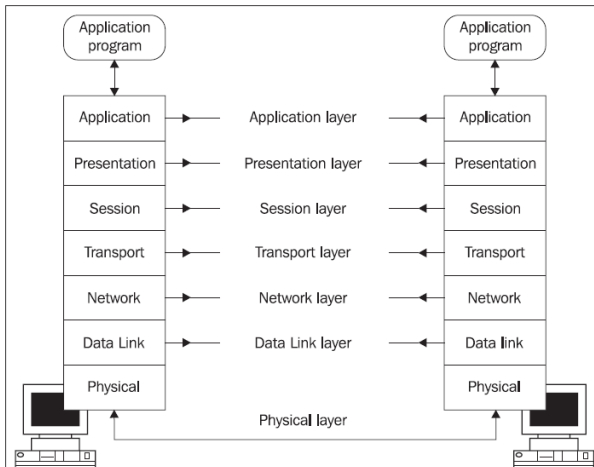 Application
program
Application
program
Application Application layer Application
Presentation Presentation layer Presentation
Session Session layer Session
Transport Transport layer Transport
Network Network layer Network
Data Link Data Link layer Data link
Physical Physical
Physical layer